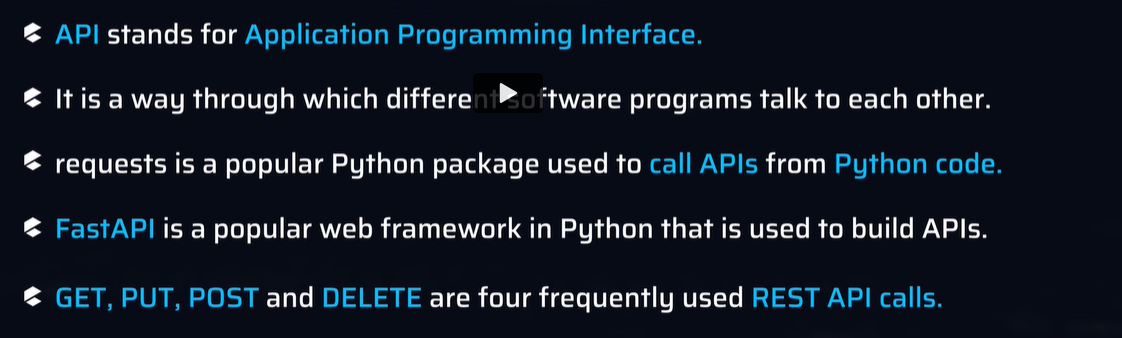 API stands for Application Programming Interface.
It is a way through which different software programs talk to each other.
requests is a popular Python package used to call APIs from Python code.
FastAPI is a popular web framework in Python that is used to build APIs.
GET, PUT, POST and DELETE are four frequently used REST API calls.